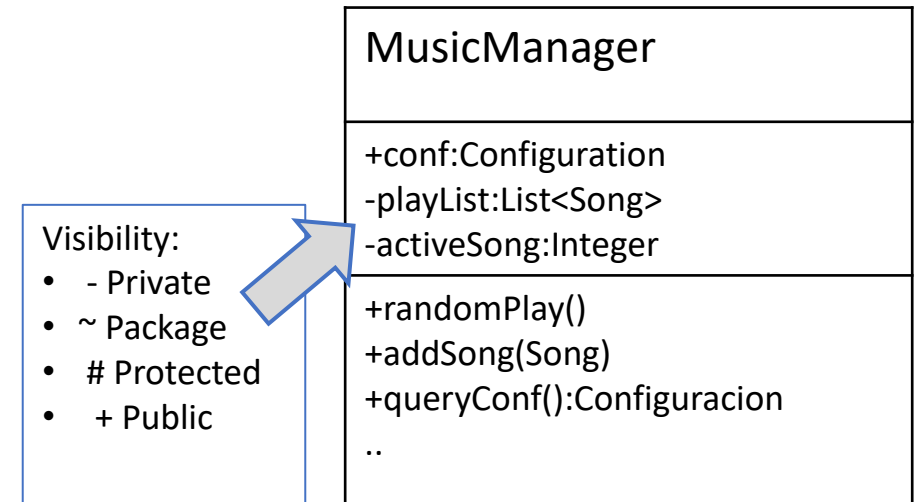 MusicManager
+conf:Configuration
-playList:List<Song>
-activeSong:Integer
+randomPlay()
+addSong(Song)
+queryConf():Configuracion
..
Visibility:
• - Private
• ~ Package
• # Protected
• + Public